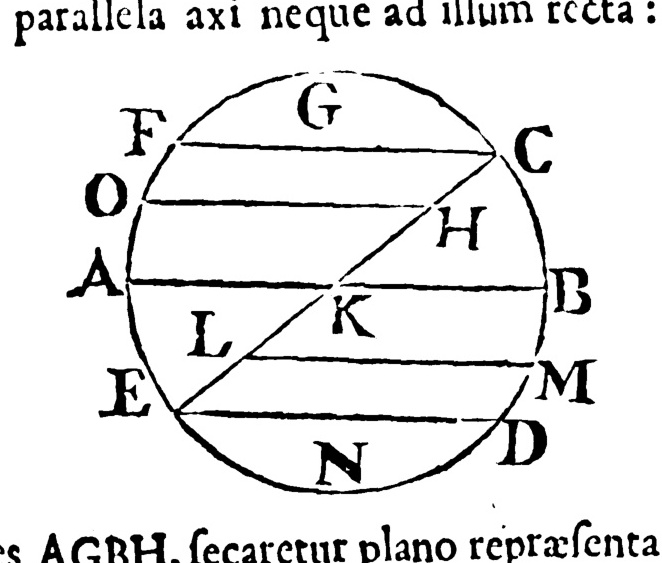 parallela axi neque ad illum recta:
G
F
C
O
H
A
K
B
L
M
E
D
N
es AGBH, ſecaretur plano repræſenta